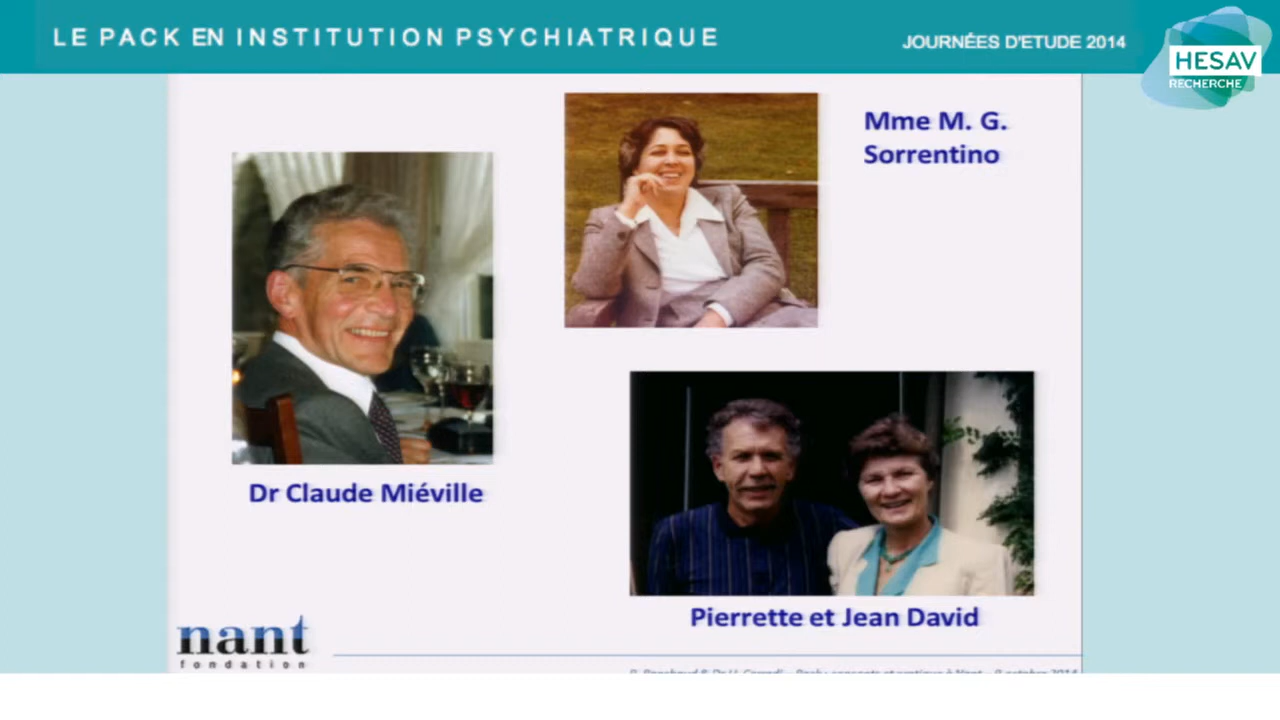 LE PACK EN INSTITUTION PSYCHIATRIQUE
JOURNÉES D'ETUDE 2014
HESAV
RECHERCHE
Mme M. G.
Sorrentino
Dr Claude Miéville
Pierrette et Jean David
nant
fondation